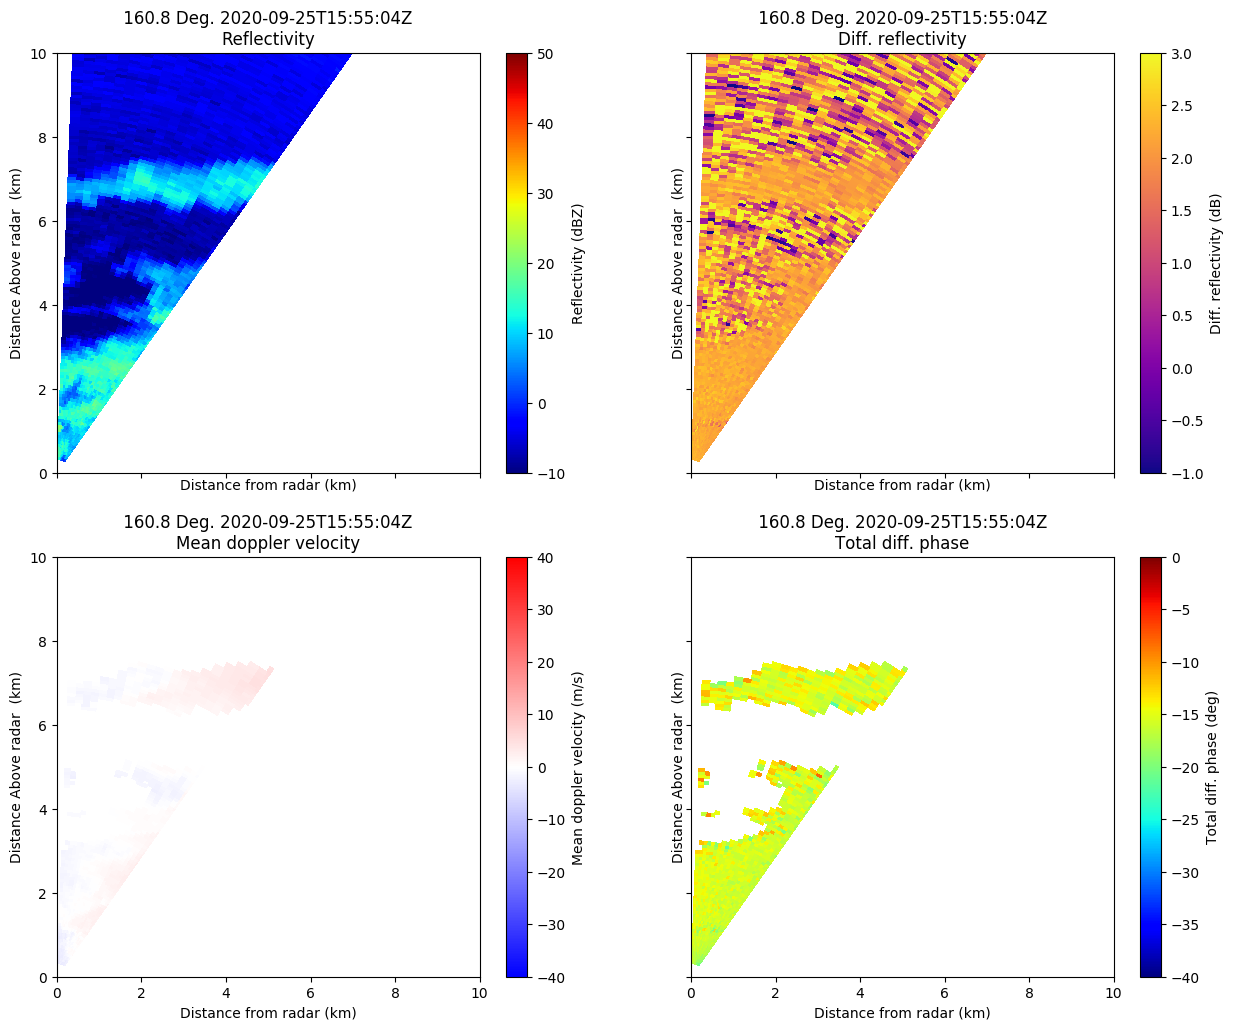 160.8 Deg. 2020-09-25T15:55:04Z
Reflectivity
10
8
6
4
2
0
Distance Above radar  (km)
Distance from radar (km)
50
40
30
20
10
0
−10
Reflectivity (dBZ)
160.8 Deg. 2020-09-25T15:55:04Z
Diff. reflectivity
Distance Above radar  (km)
Distance from radar (km)
3.0
2.5
2.0
1.5
1.0
0.5
0.0
−0.5
−1.0
Diff. reflectivity (dB)
160.8 Deg. 2020-09-25T15:55:04Z
Mean doppler velocity
10
8
6
4
2
0
Distance Above radar  (km)
0 2 4 6 8 10
Distance from radar (km)
40
30
20
10
0
−10
−20
−30
−40
Mean doppler velocity (m/s)
160.8 Deg. 2020-09-25T15:55:04Z
Total diff. phase
Distance Above radar  (km)
0 2 4 6 8 10
Distance from radar (km)
0
−5
−10
−15
−20
−25
−30
−35
−40
Total diff. phase (deg)